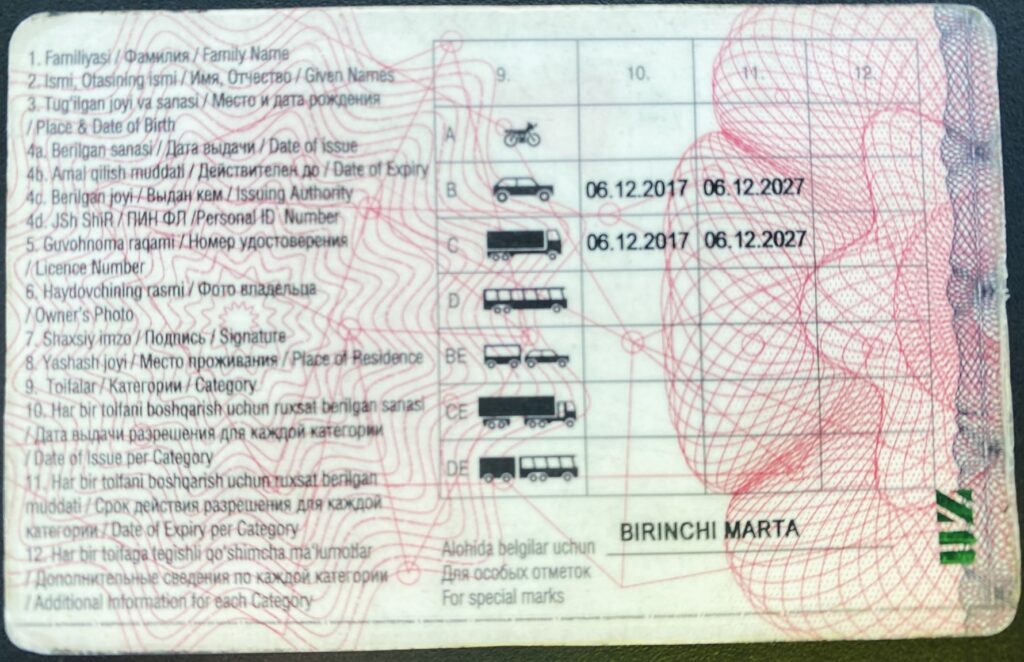 1. Familiyasi / Фамилия / Family Name
2. Ismi, Otasining ismi / Имя, Отчество / Given Names
3. Tug'ilgan joyi va sanasi / Место и дата рождения
/ Place & Date of Birth
4a. Berilgan sanasi / Дата выдачи / Date of issue
4b. Amal qilish muddati / Действителен до / Date of Expiry
4c. Berilgan joyi / Выдан кем / Issuing Authority
4d. JSh ShiR / ПИН ФЛ /Personal ID Number
5. Guvohnoma raqami / Номер удостоверения
/ Licence Number
6. Haydovchining rasmi / Фото владельца
/ Owner's Photo
7. Shaxsiy imzo / Подпись / Signature
8. Yashash joyi / Место проживания / Place of Residence
9. Toifalar / Категории / Category
10. Har bir toifani boshqarish uchun ruxsat berilgan sanasi
/ Дата выдачи разрешения для каждой категории
/ Date of Issue per Category
11. Har bir toifani boshqarish uchun ruxsat berilgan
muddati / Срок действия разрешения для каждой
категории / Date of Expiry per Category
12. Har bir toifaga tegishli qo'shimcha ma'lumotlar
/ Дополнительные сведения по каждой категории
/ Additional Information for each Category
9. 10. 11. 12.
A
B 06.12.2017 06.12.2027
C 06.12.2017 06.12.2027
D
BE
CE
DE
Alohida belgilar uchun BIRINCHI MARTA
Для особых отметок
For special marks